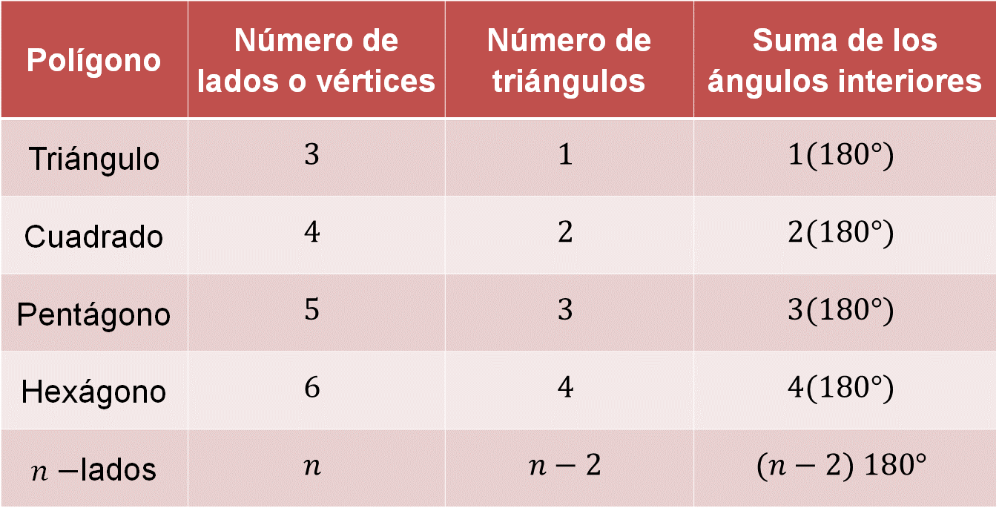 Polígono
Número de
lados o vértices
Número de
triángulos
Suma de los
ángulos interiores
Triángulo 3 1 1(180°)
Cuadrado 4 2 2(180°)
Pentágono 5 3 3(180°)
Hexágono 6 4 4(180°)
n −lados n n − 2 (n − 2) 180°